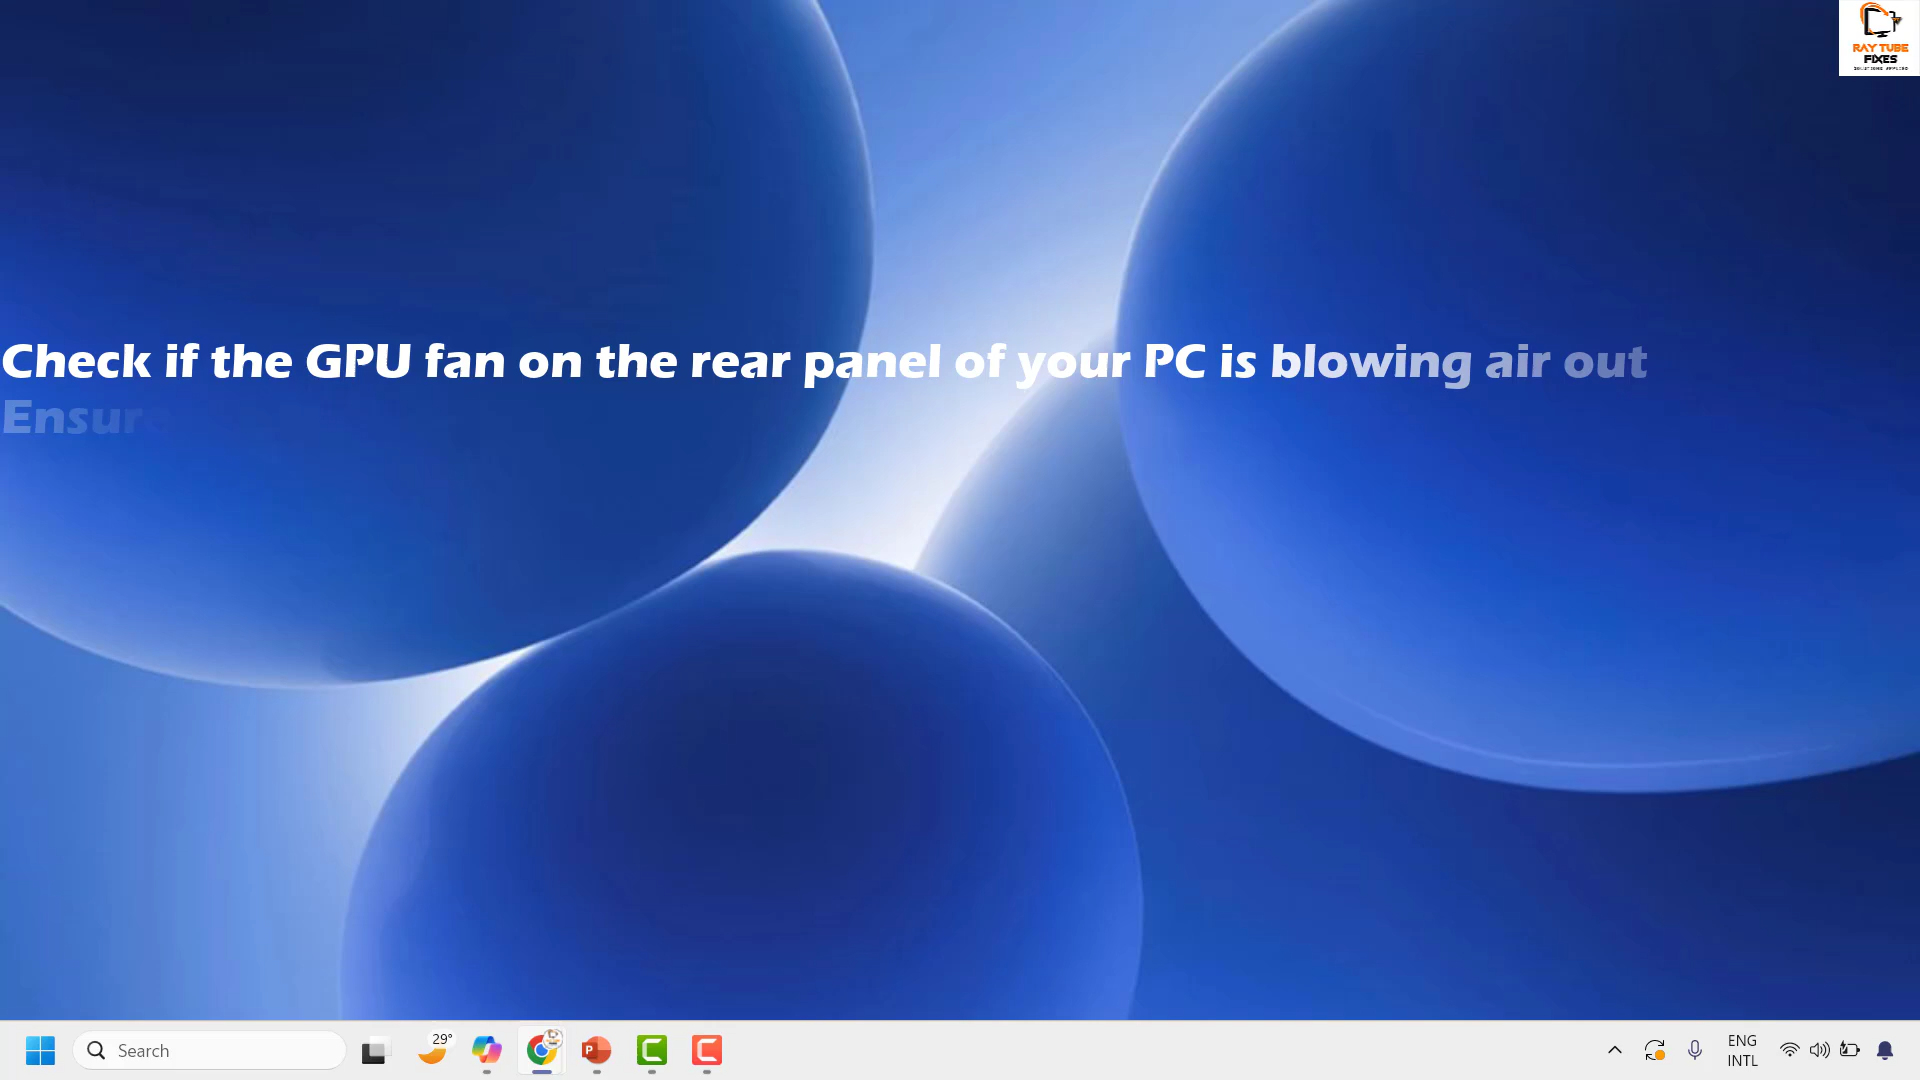 RAY TUBE
FIXES
Check if the GPU fan on the rear panel of your PC is blowing air out
Ensur
Search
29°
ENG
INTL